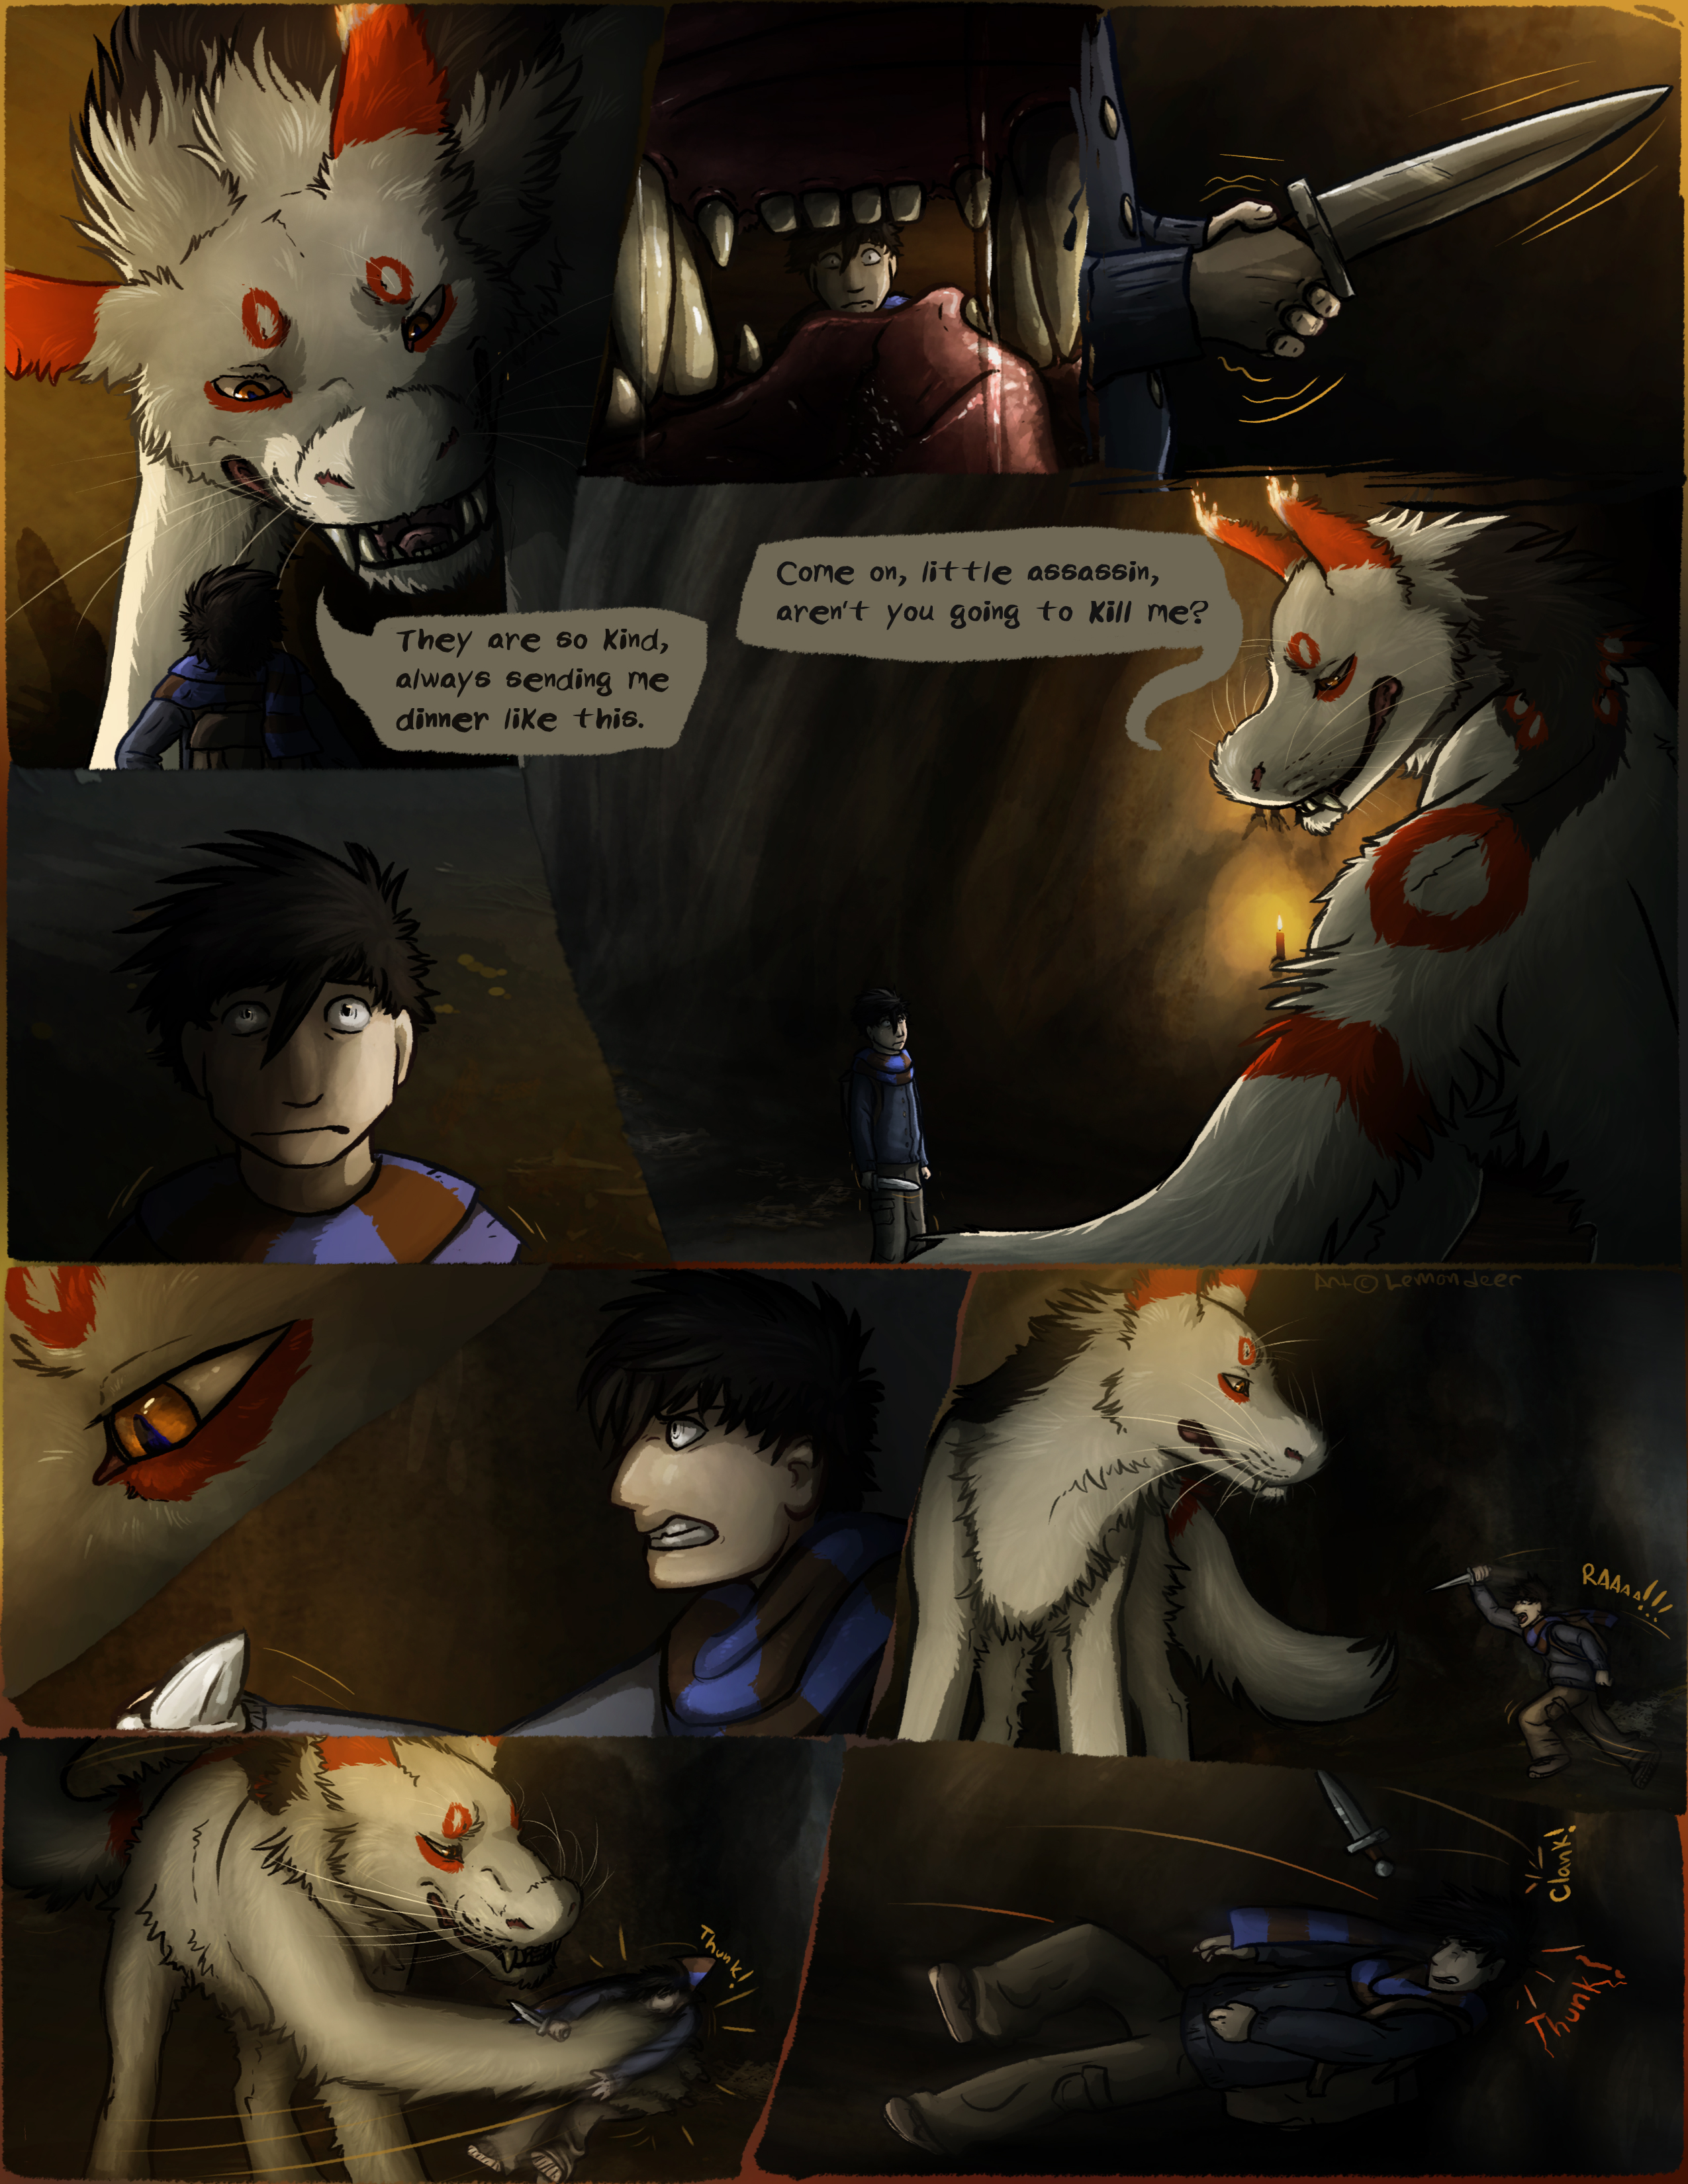 They are so kind,
always sending me
dinner like this.
Come on, little assassin,
aren't you going to kill me?
Art © Lemondeer
RAAAA!!!
Thunk!
Clank!
Thunk!